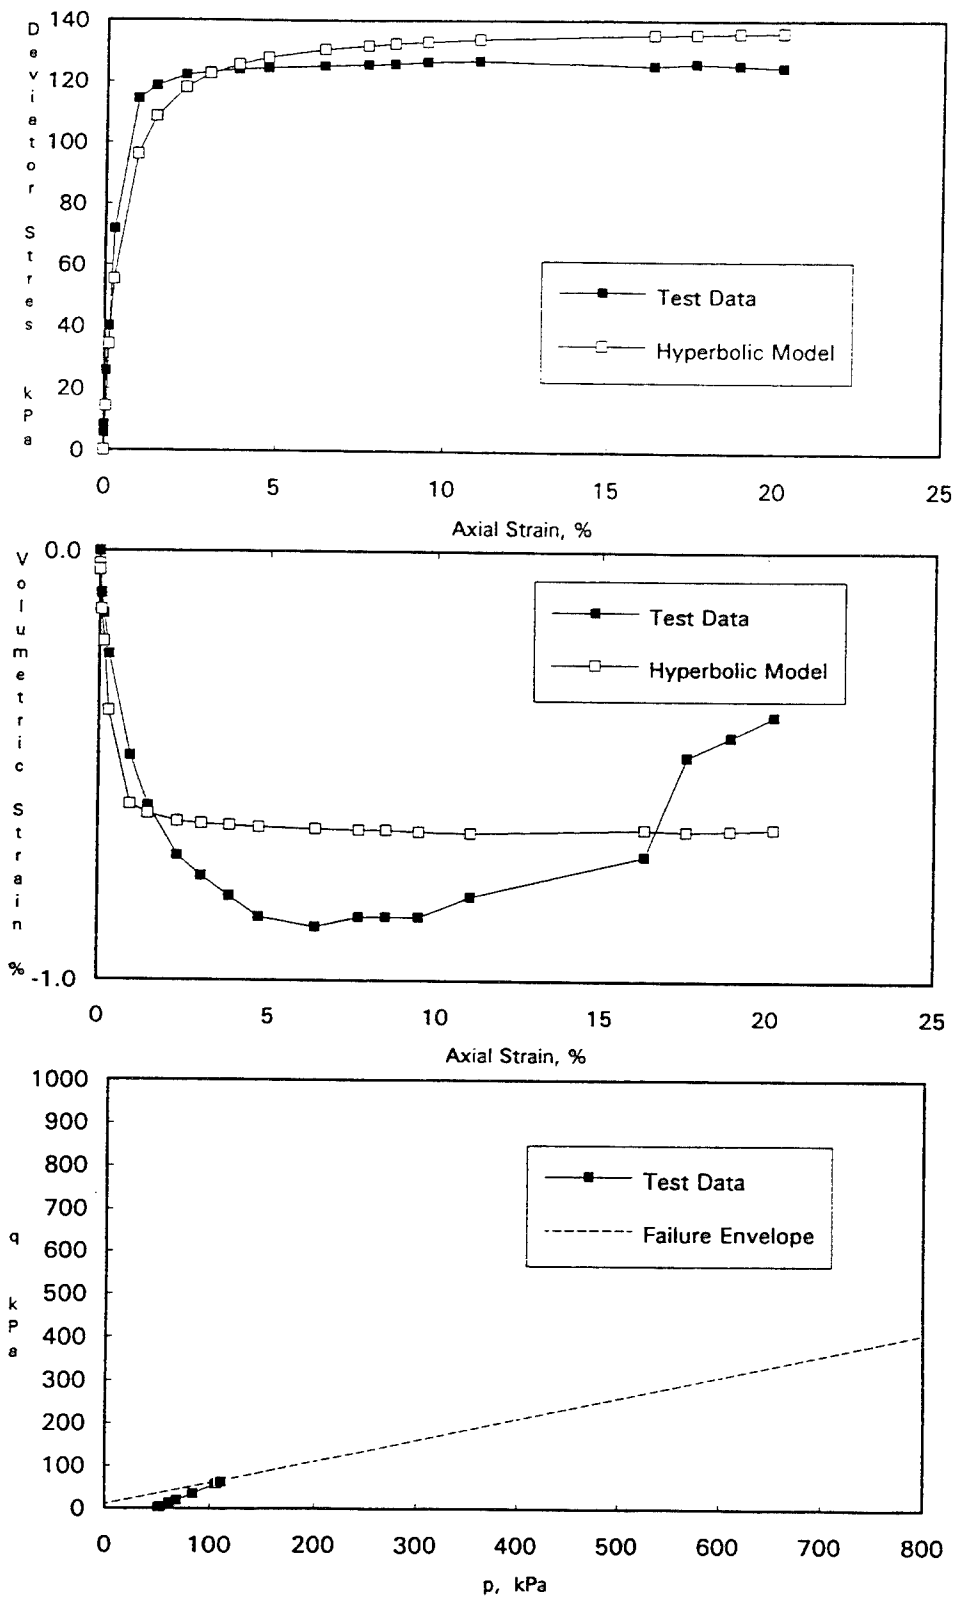 Deviator Stress kPa
140
120
100
80
60
40
20
0
Test Data
Hyperbolic Model
0 5 10 15 20 25
Axial Strain, %
Volumetric Strain %
0.0
-1.0
Test Data
Hyperbolic Model
0 5 10 15 20 25
Axial Strain, %
q kPa
1000
900
800
700
600
500
400
300
200
100
0
Test Data
Failure Envelope
0 100 200 300 400 500 600 700 800
p, kPa